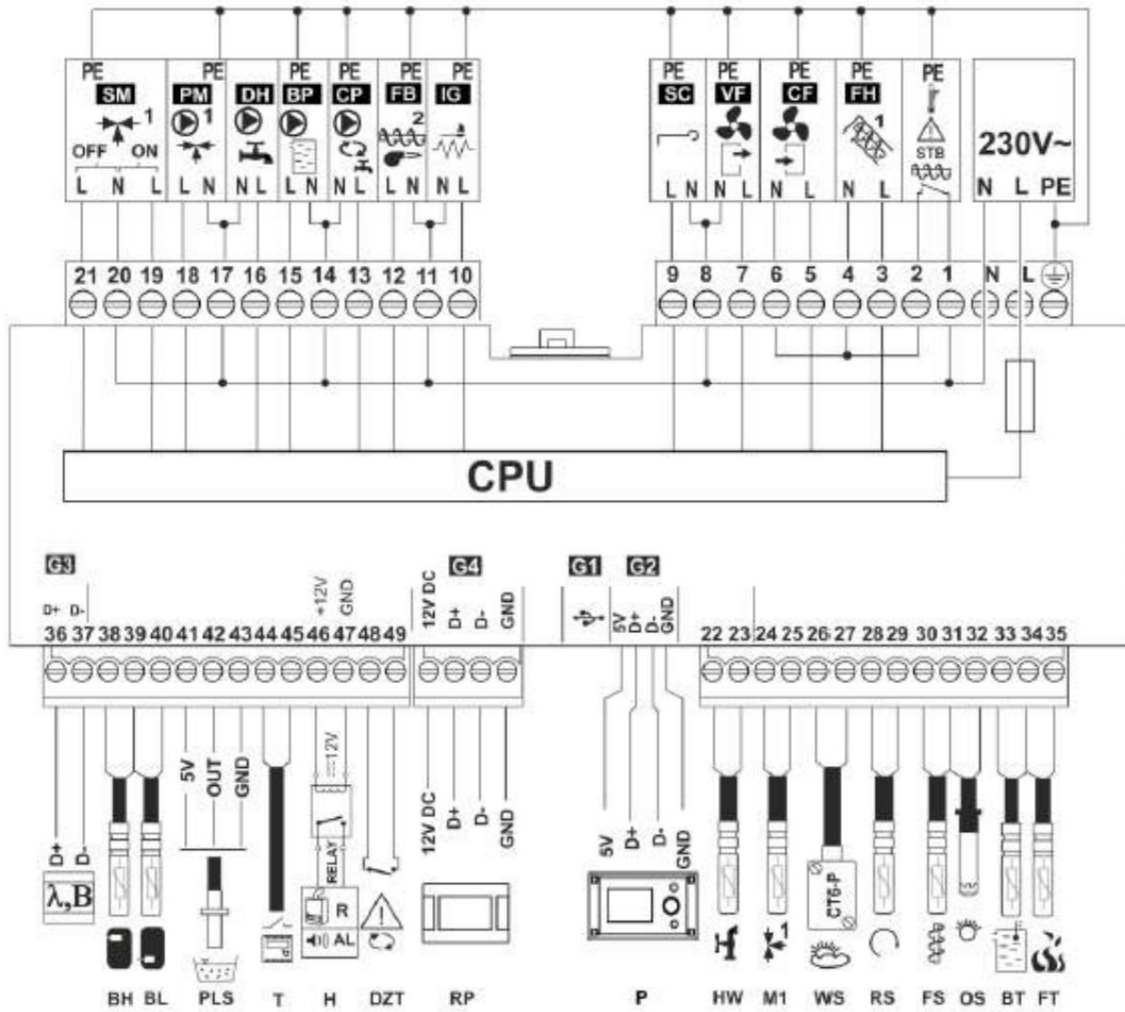 PE PE PE PE PE PE PE PE PE PE PE
SM PM DH BP CP FB IG SC VF CF FH
1 1 2 1
OFF ON STB 230V~
L N L L N N L L N N L L N N L L N N L N L N L N L PE
21 20 19 18 17 16 15 14 13 12 11 10 9 8 7 6 5 4 3 2 1 N L
CPU
G3 G4 G1 G2
D+ D- +12V GND 12V DC D+ D- GND 5V D+ D- GND
36 37 38 39 40 41 42 43 44 45 46 47 48 49 22 23 24 25 26 27 28 29 30 31 32 33 34 35
12V
5V OUT GND
D+ D- RELAY 12V DC D+ D- GND 5V D+ D- GND
λ,B R CT6-P
AL 1
BH BL PLS T H DZT RP P HW M1 WS RS FS OS BT FT